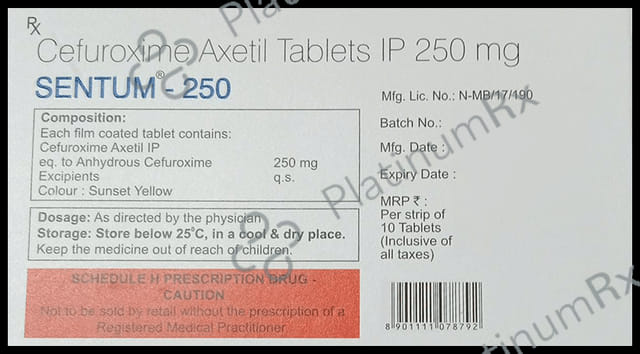 Rx
Cefuroxime Axetil Tablets IP 250 mg
SENTUM® - 250
Composition:
Each film coated tablet contains:
Cefuroxime Axetil IP
eq. to Anhydrous Cefuroxime 250 mg
Excipients q.s.
Colour : Sunset Yellow
Dosage: As directed by the physician
Storage: Store below 25°C, in a cool & dry place.
Keep the medicine out of reach of children.
SCHEDULE H PRESCRIPTION DRUG -
CAUTION
Not to be sold by retail without the prescription of a
Registered Medical Practitioner
Mfg. Lic. No.: N-MB/17/190
Batch No.:
Mfg. Date :
Expiry Date :
MRP ₹ :
Per strip of
10 Tablets
(Inclusive of
all taxes)
8 901111 078792
PlatinumRx
PlatinumRx
PlatinumRx